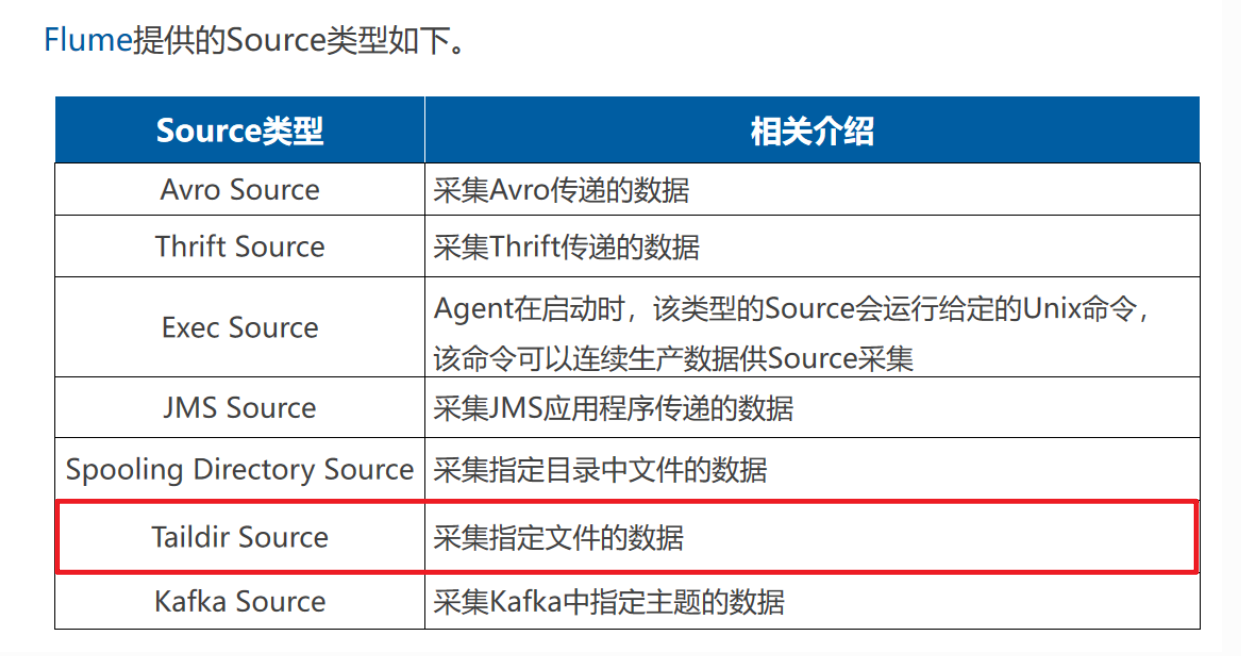 Flume提供的Source类型如下。
Source类型 相关介绍
Avro Source 采集Avro传递的数据
Thrift Source 采集Thrift传递的数据
Exec Source Agent在启动时，该类型的Source会运行给定的Unix命令，
该命令可以连续生产数据供Source采集
JMS Source 采集JMS应用程序传递的数据
Spooling Directory Source 采集指定目录中文件的数据
Taildir Source 采集指定文件的数据
Kafka Source 采集Kafka中指定主题的数据